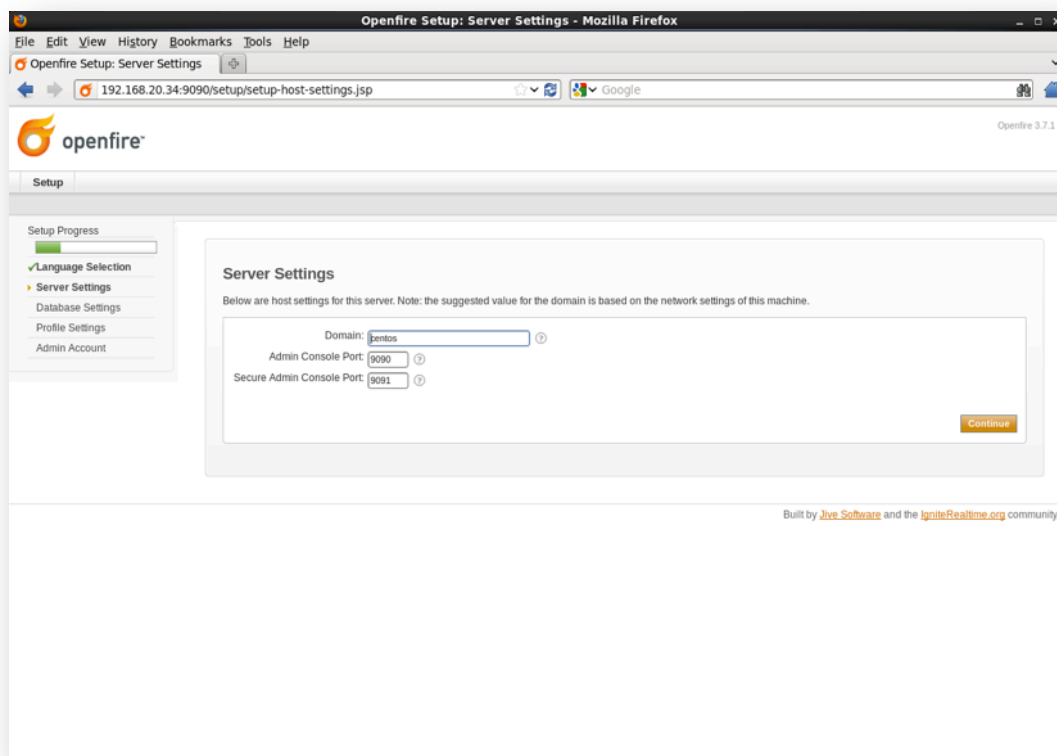 Openfire Setup: Server Settings - Mozilla Firefox
File Edit View History Bookmarks Tools Help
Openfire Setup: Server Settings
192.168.20.34:9090/setup/setup-host-settings.jsp Google
openfire™ Openfire 3.7.1
Setup
Setup Progress
Language Selection
Server Settings
Database Settings
Profile Settings
Admin Account
Server Settings
Below are host settings for this server. Note: the suggested value for the domain is based on the network settings of this machine.
Domain: centos
Admin Console Port: 9090
Secure Admin Console Port: 9091
Continue
Built by Jive Software and the IgniteRealtime.org community